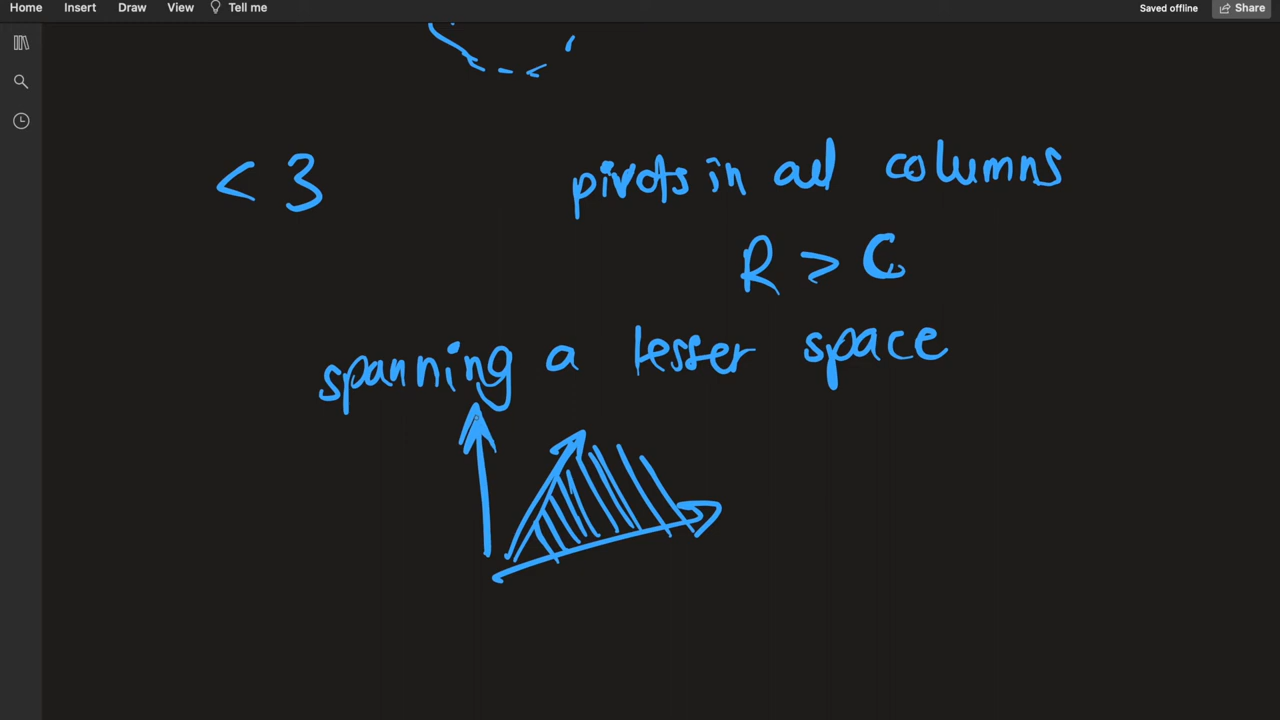 Home Insert Draw View Tell me Saved offline Share
< 3
pivots in all columns
R > C
spanning a lesser space